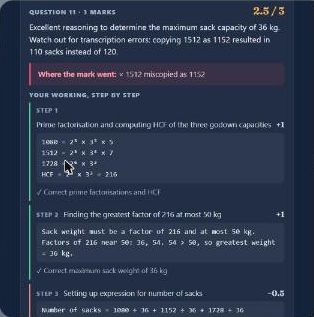 QUESTION 11 · 3 MARKS
2.5 / 3
Excellent reasoning to determine the maximum sack capacity of 36 kg.
Watch out for transcription errors: copying 1512 as 1152 resulted in
110 sacks instead of 120.
Where the mark went: × 1512 miscopied as 1152
YOUR WORKING, STEP BY STEP
STEP 1
Prime factorisation and computing HCF of the three godown capacities +1
1080 = 2³ × 3³ × 5
1512 = 2³ × 3³ × 7
1728 = 2⁶ × 3³
HCF = 2³ × 3³ = 216
✓ Correct prime factorisations and HCF
STEP 2 Finding the greatest factor of 216 at most 50 kg +1
Sack weight must be a factor of 216 and at most 50 kg.
Factors of 216 near 50: 36, 54. 54 > 50, so greatest weight
= 36 kg.
✓ Correct maximum sack weight of 36 kg
STEP 3 Setting up expression for number of sacks −0.5
Number of sacks = 1080 ÷ 36 + 1152 ÷ 36 + 1728 ÷ 36